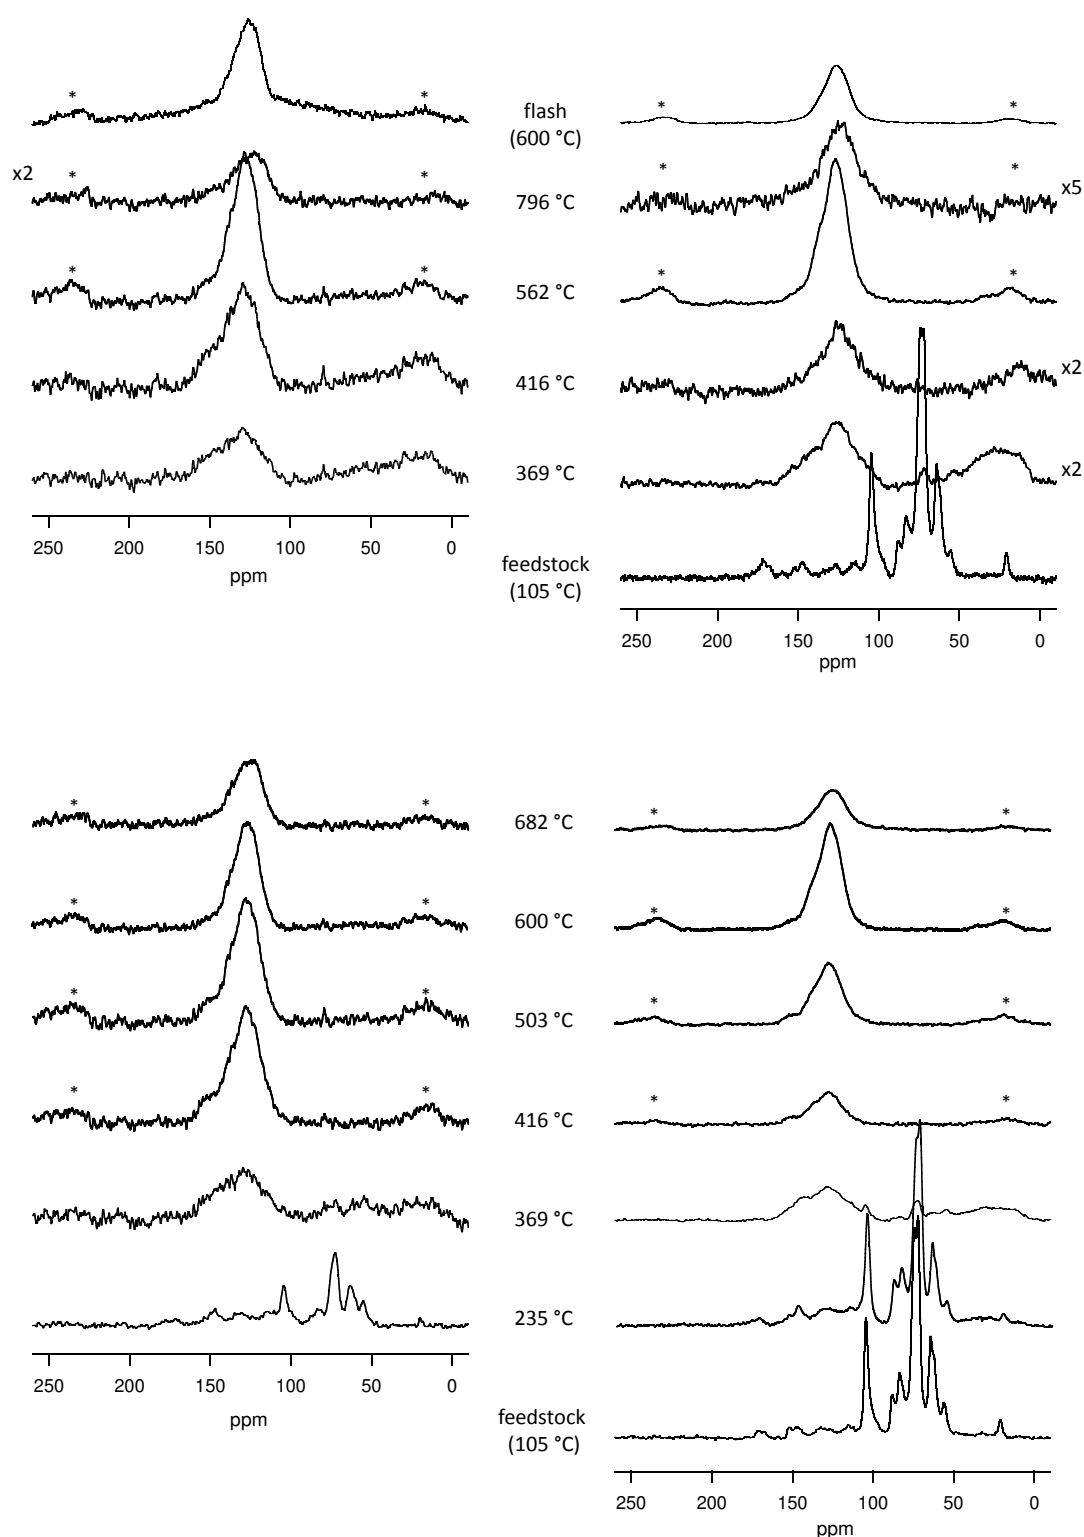 * *
flash
(600 °C)
* *
x2
* *
796 °C
* *
x5
* *
562 °C
* *
416 °C
x2
369 °C
x2
250 200 150 100 50 0
ppm
feedstock
(105 °C)
250 200 150 100 50 0
ppm
* *
682 °C
* *
* *
600 °C
* *
* *
503 °C
* *
* *
416 °C
* *
369 °C
235 °C
250 200 150 100 50 0
ppm
feedstock
(105 °C)
250 200 150 100 50 0
ppm